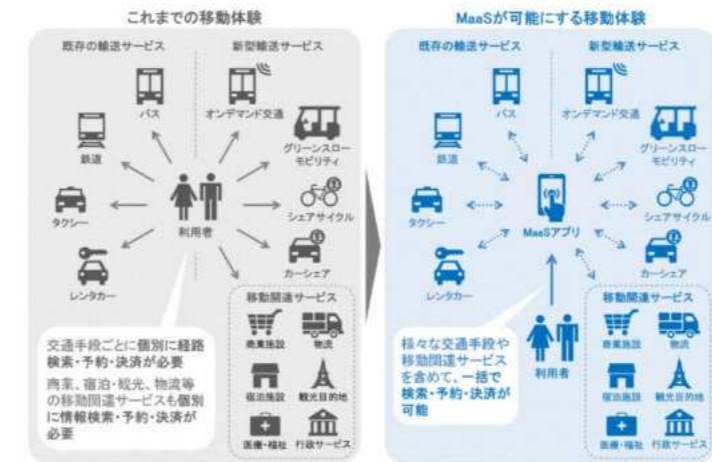 これまでの移動体験
既存の輸送サービス
新型輸送サービス
バス
オンデマンド交通
鉄道
グリーンスロー
モビリティ
タクシー
利用者
シェアサイクル
レンタカー
カーシェア
移動関連サービス
商業施設
物流
宿泊施設
観光目的地
医療・福祉
行政サービス
交通手段ごとに個別に経路
検索・予約・決済が必要
商業、宿泊・観光、物流等
の移動関連サービスも個別
に情報検索・予約・決済が
必要
MaaSが可能にする移動体験
既存の輸送サービス
新型輸送サービス
バス
オンデマンド交通
鉄道
グリーンスロー
モビリティ
タクシー
MaaSアプリ
シェアサイクル
レンタカー
カーシェア
移動関連サービス
商業施設
物流
利用者
宿泊施設
観光目的地
医療・福祉
行政サービス
様々な交通手段や
移動関連サービス
を含めて、一括で
検索・予約・決済が
可能